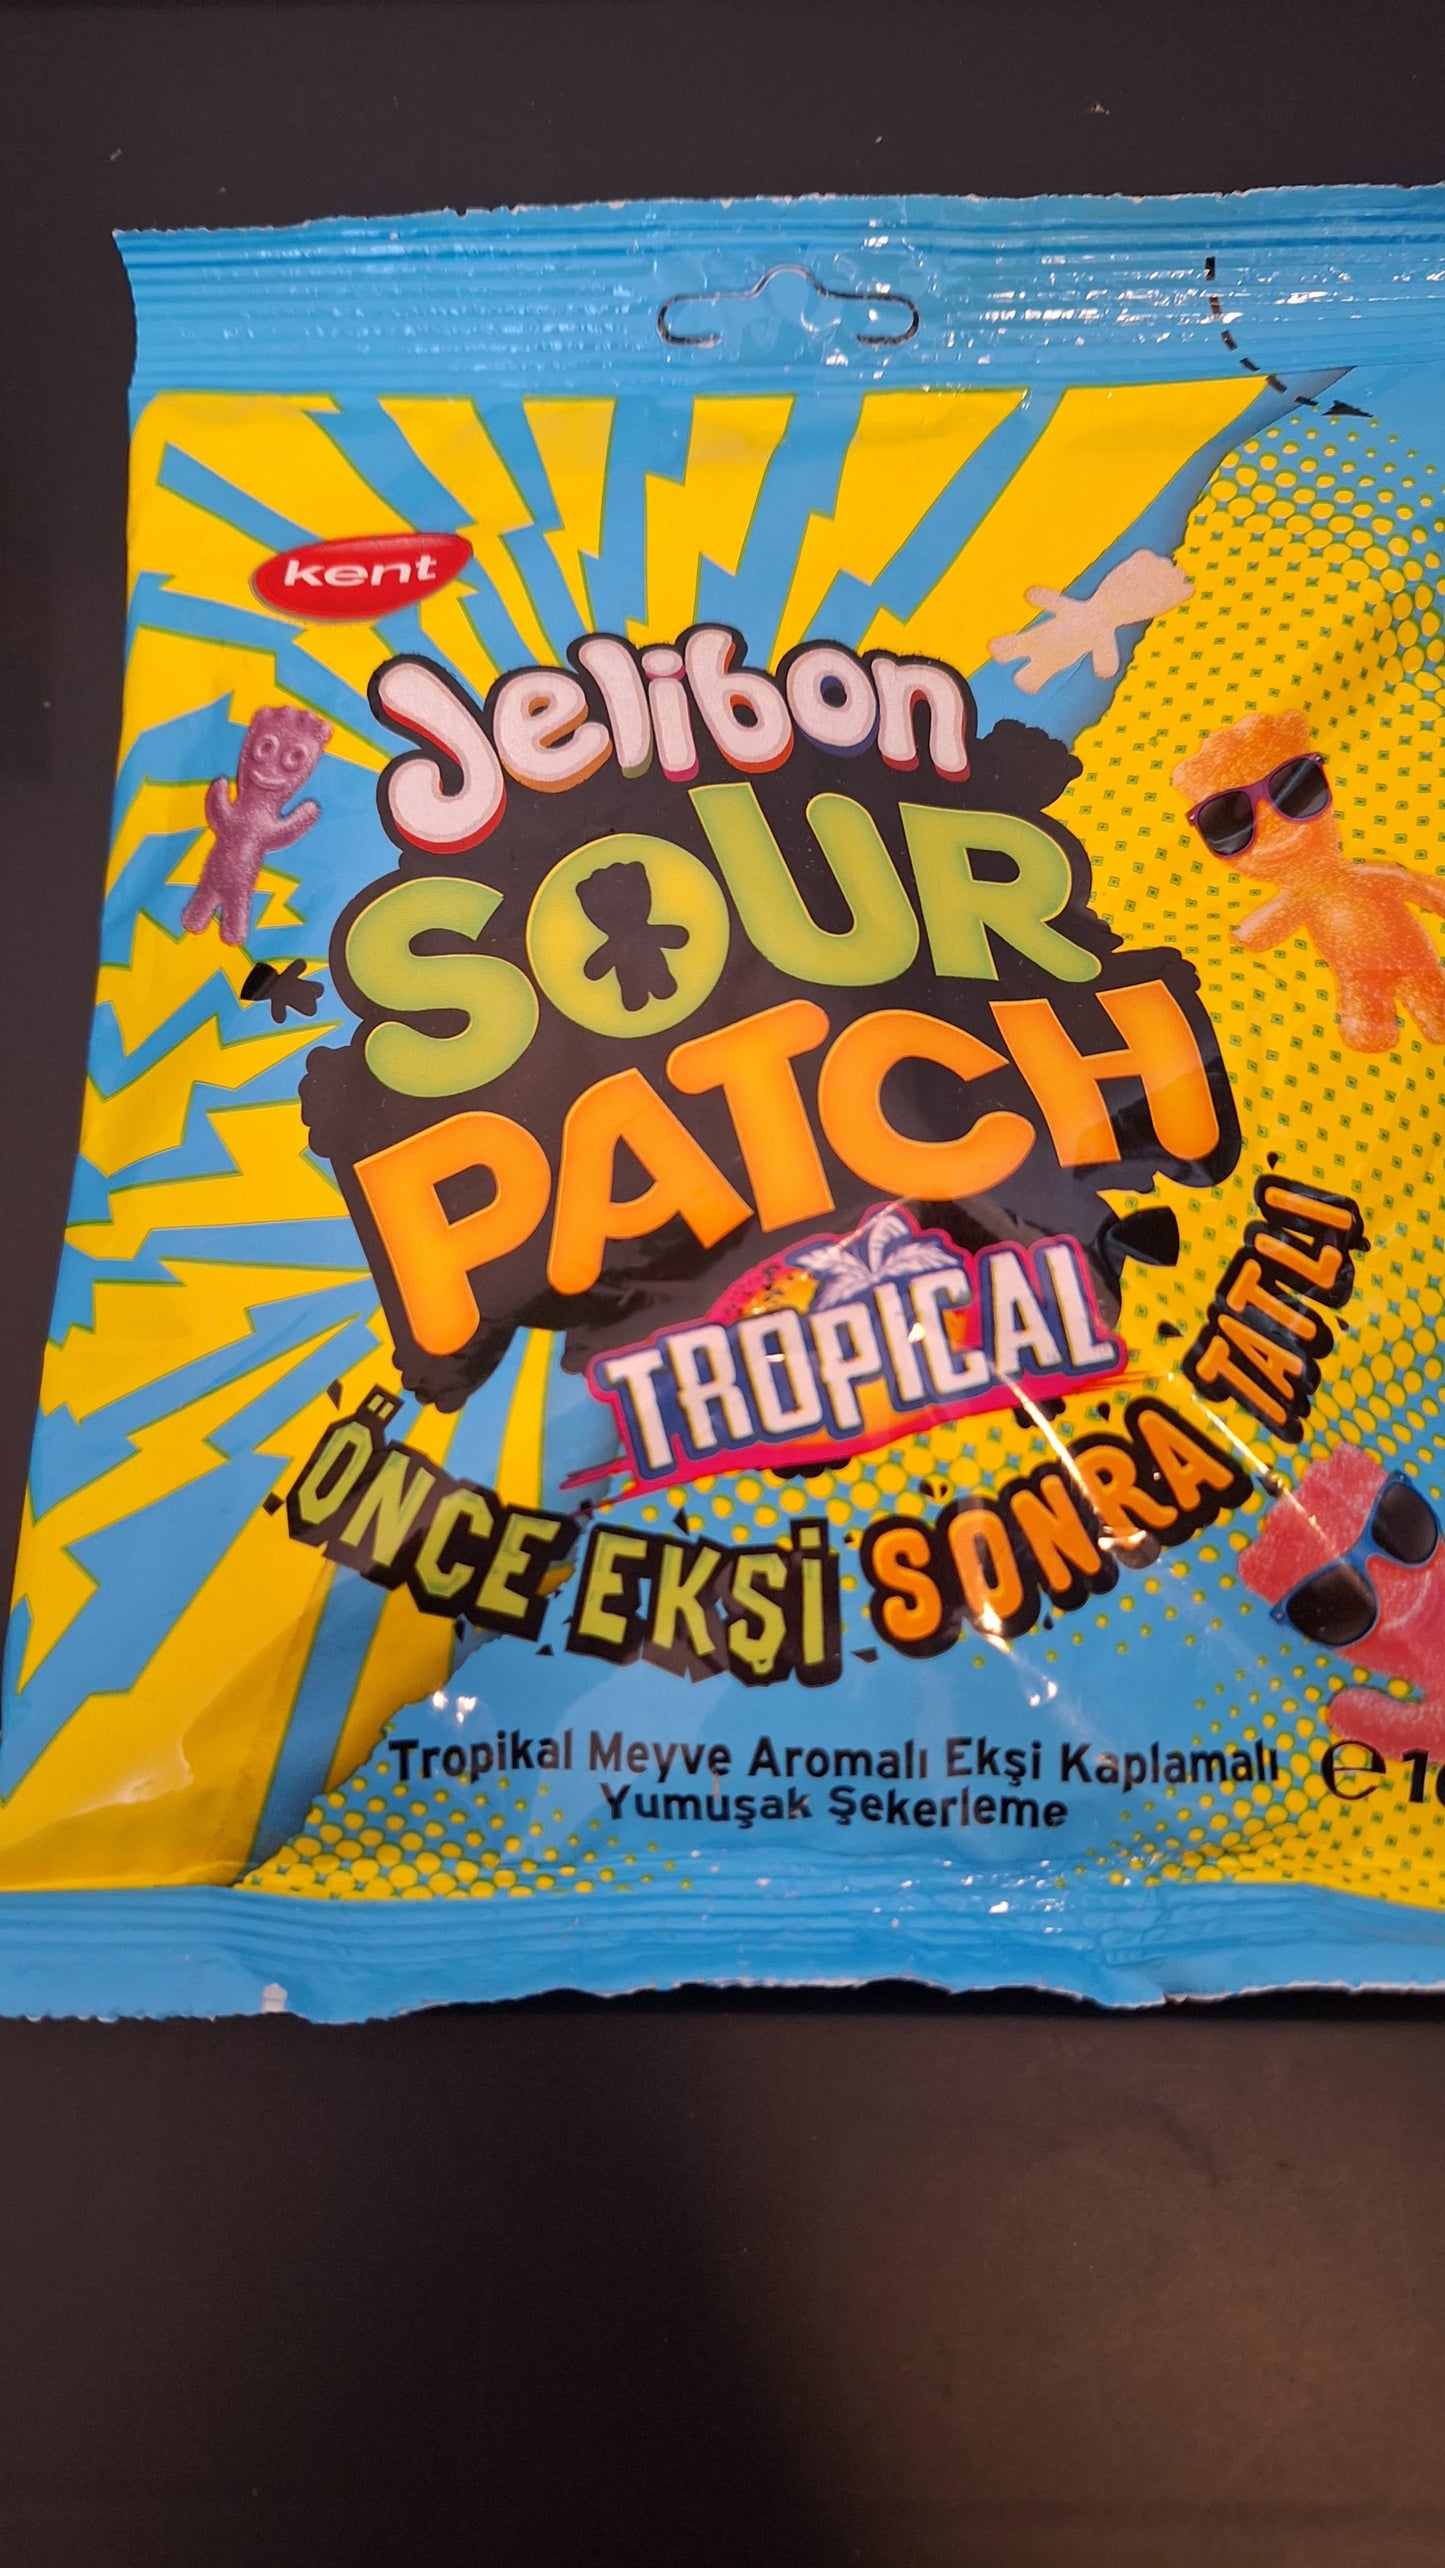 kent
Jelibon
SOUR
PATCH
TROPICAL
ÖNCE EKŞİ SONRA TATLI
Tropikal Meyve Aromalı Ekşi Kaplamalı
Yumuşak Şekerleme
℮